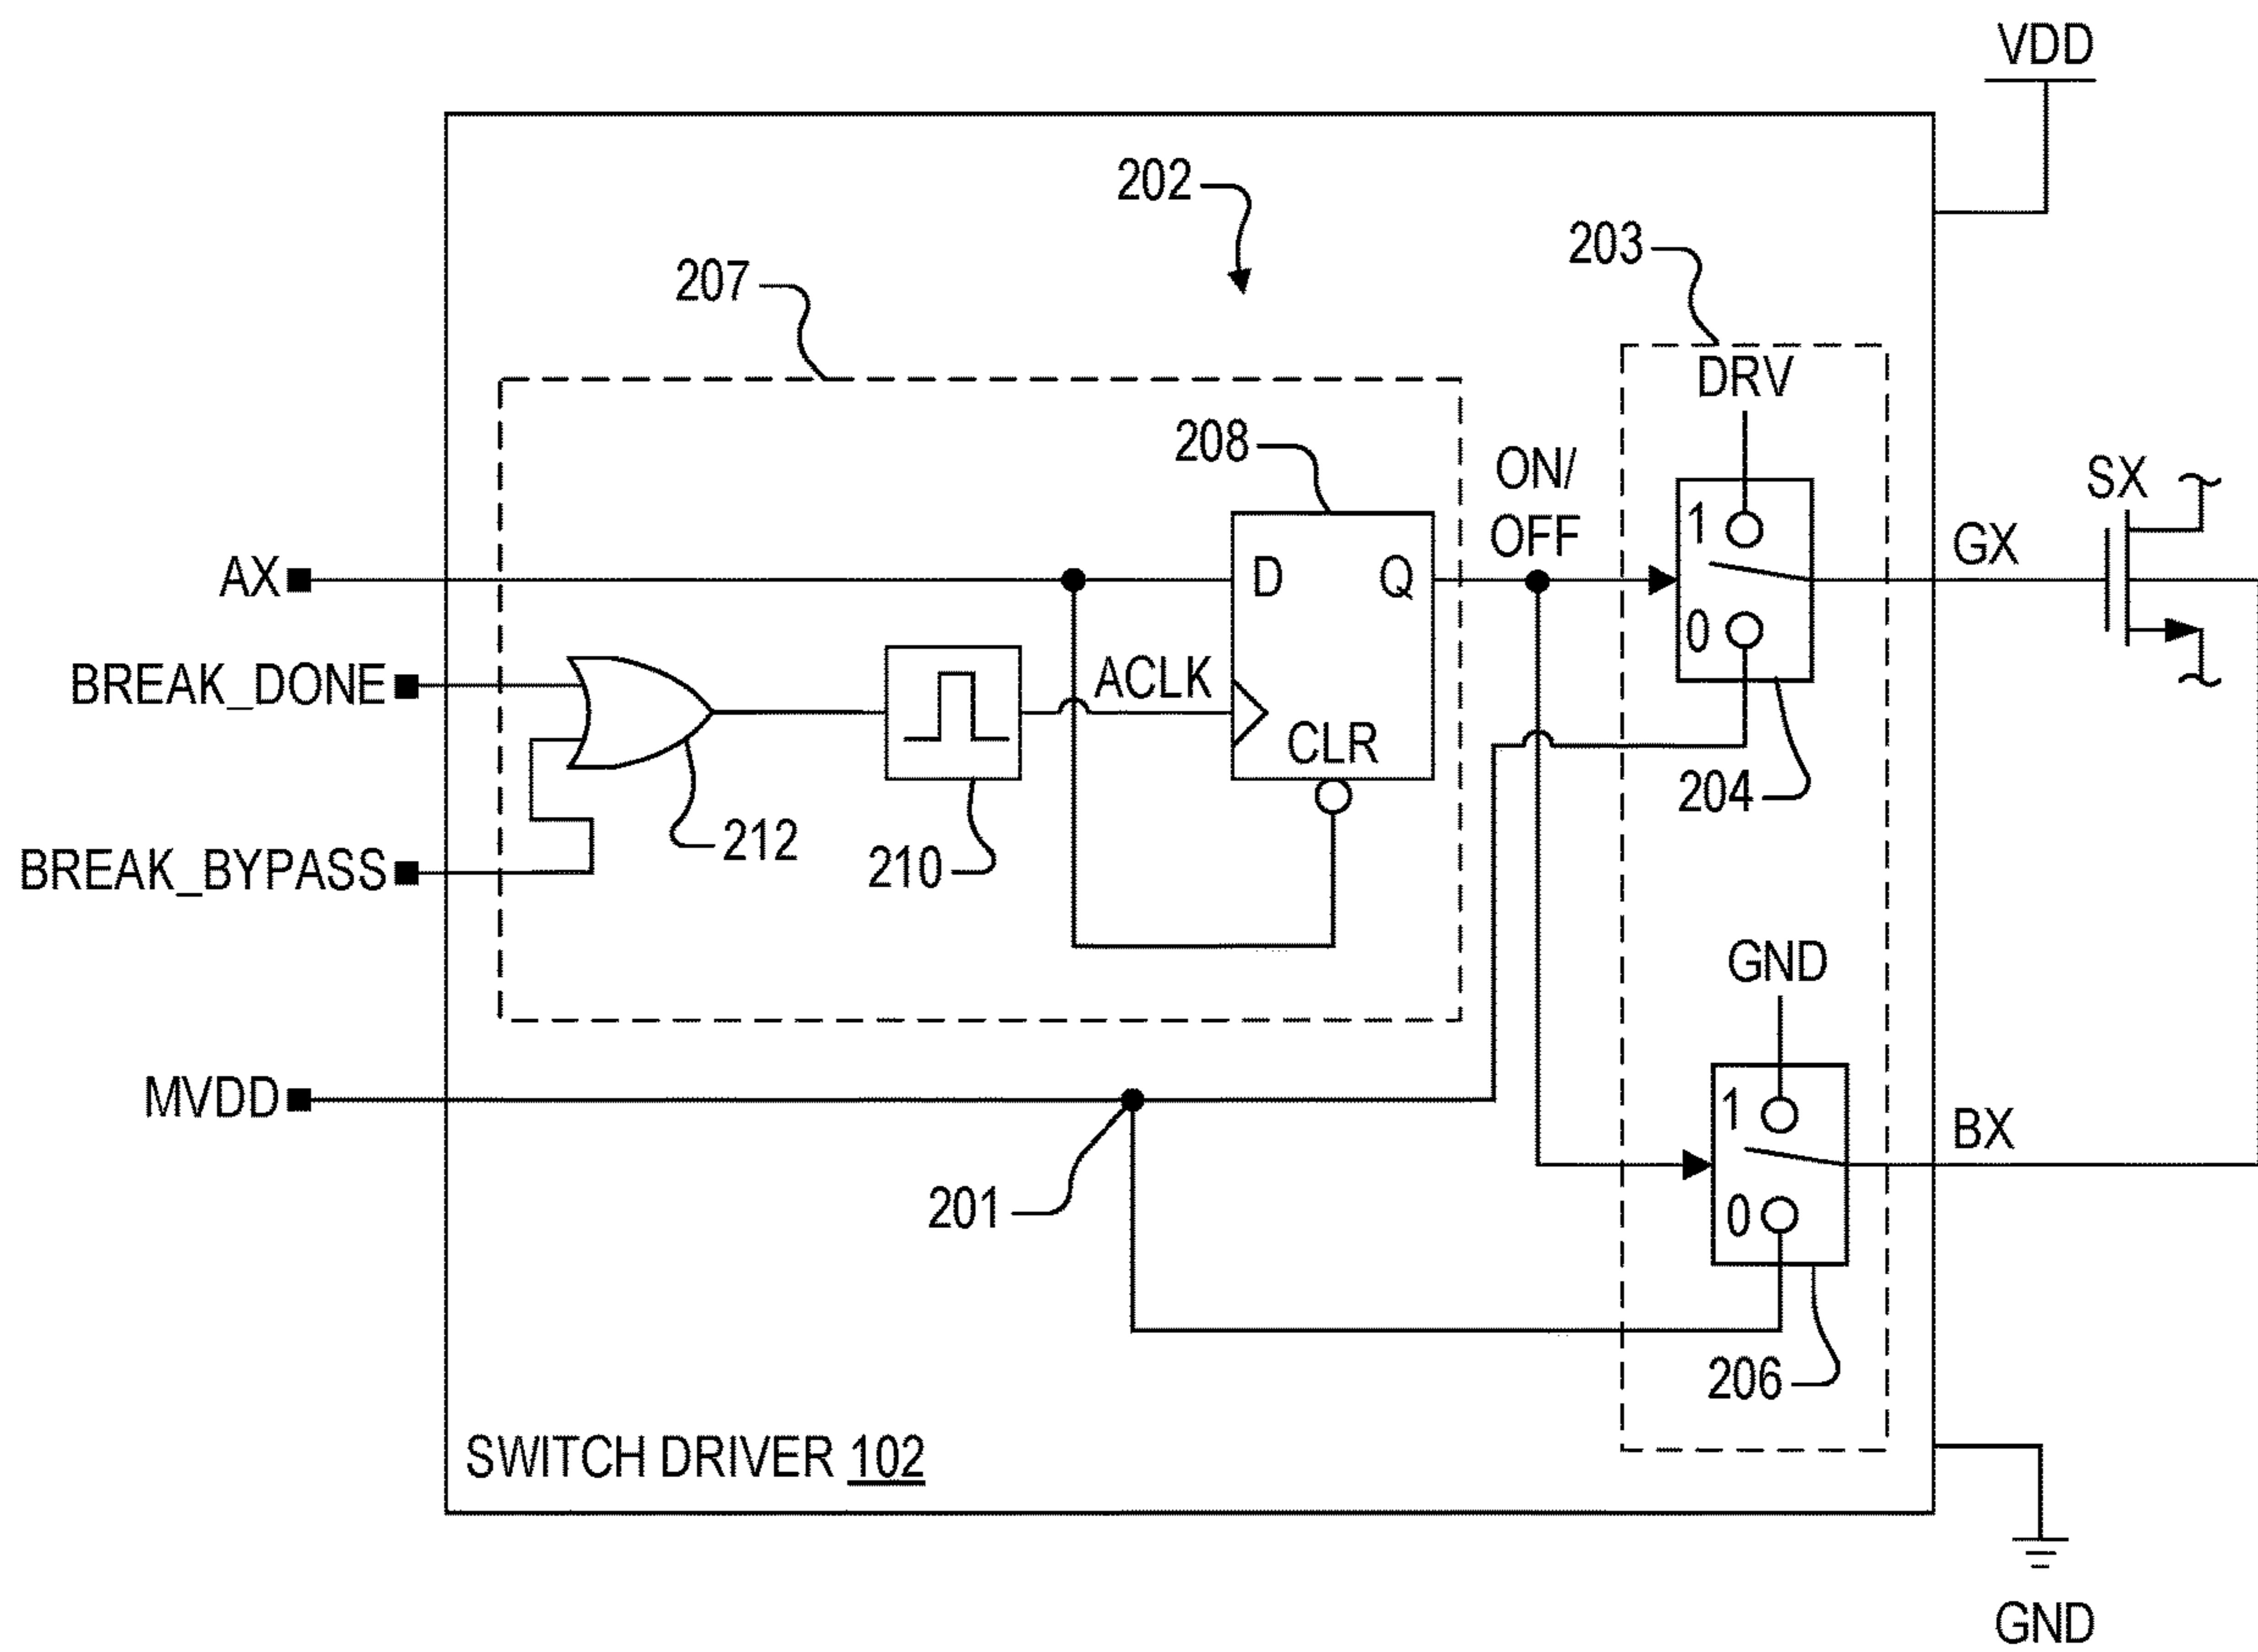 VDD
202
203
207
DRV
208
ON/
OFF
SX
1
GX
AX
D
Q
0
BREAK_DONE
ACLK
CLR
204
212
210
BREAK_BYPASS
GND
MVDD
1
BX
201
0
206
SWITCH DRIVER 102
GND